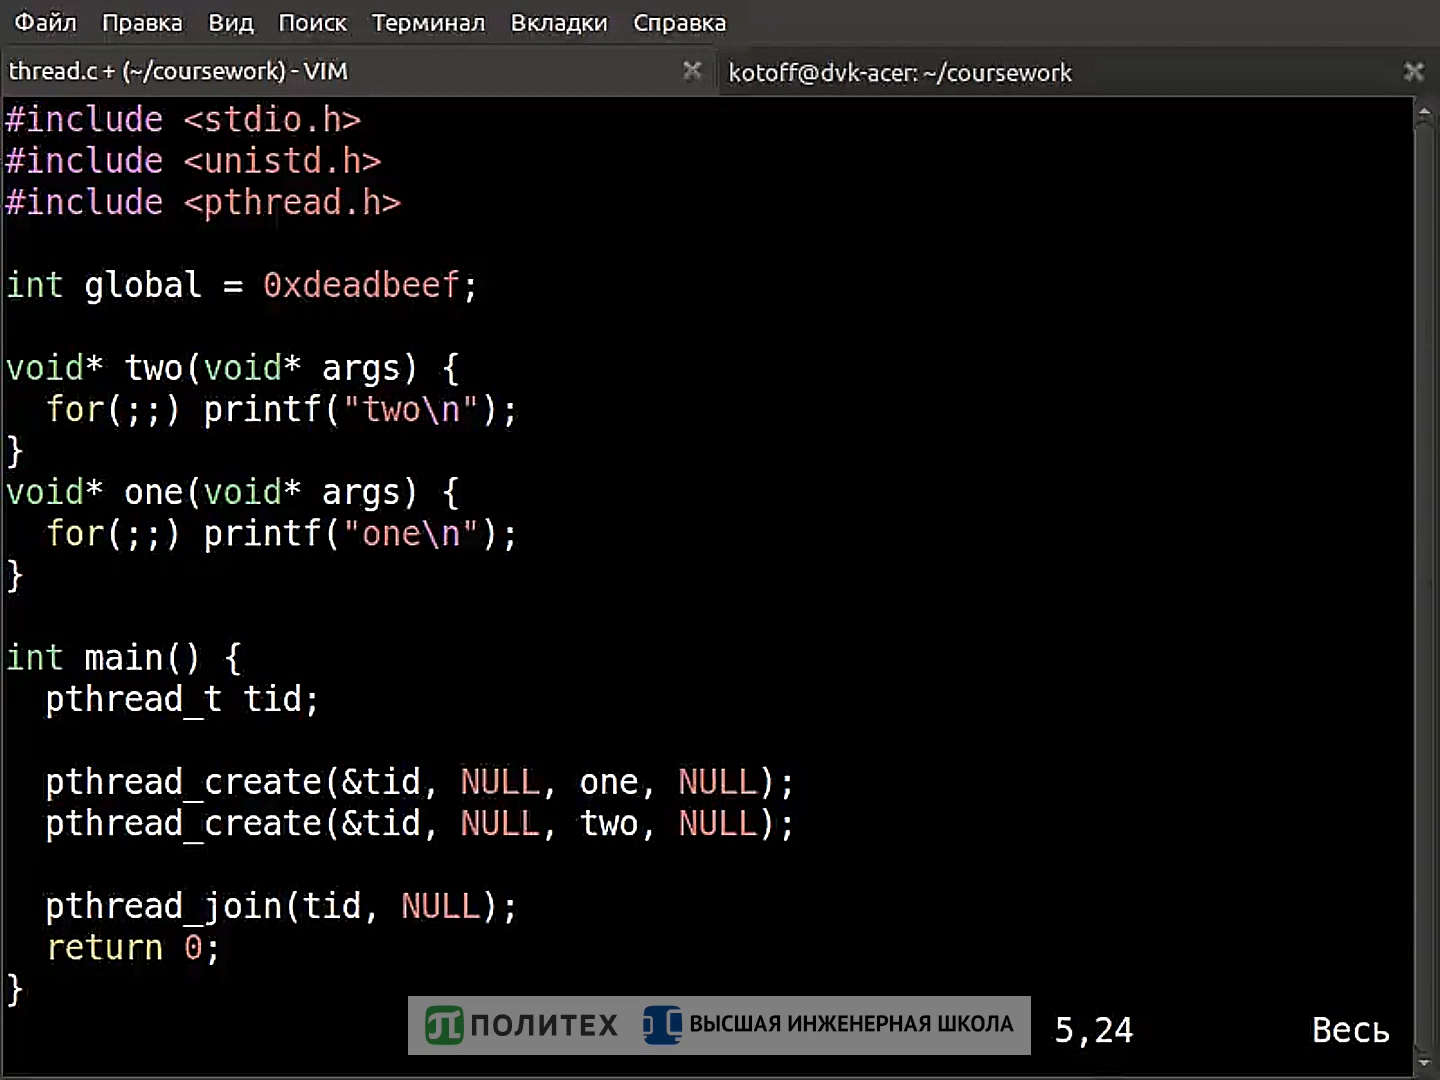 Файл Правка Вид Поиск Терминал Вкладки Справка
thread.c + (~/coursework) - VIM
kotoff@dvk-acer: ~/coursework
#include <stdio.h>
#include <unistd.h>
#include <pthread.h>
int global = 0xdeadbeef;
void* two(void* args) {
  for(;;) printf("two\n");
}
void* one(void* args) {
  for(;;) printf("one\n");
}
int main() {
  pthread_t tid;
  pthread_create(&tid, NULL, one, NULL);
  pthread_create(&tid, NULL, two, NULL);
  pthread_join(tid, NULL);
  return 0;
}
ПОЛИТЕХ ВЫСШАЯ ИНЖЕНЕРНАЯ ШКОЛА
5,24 Весь